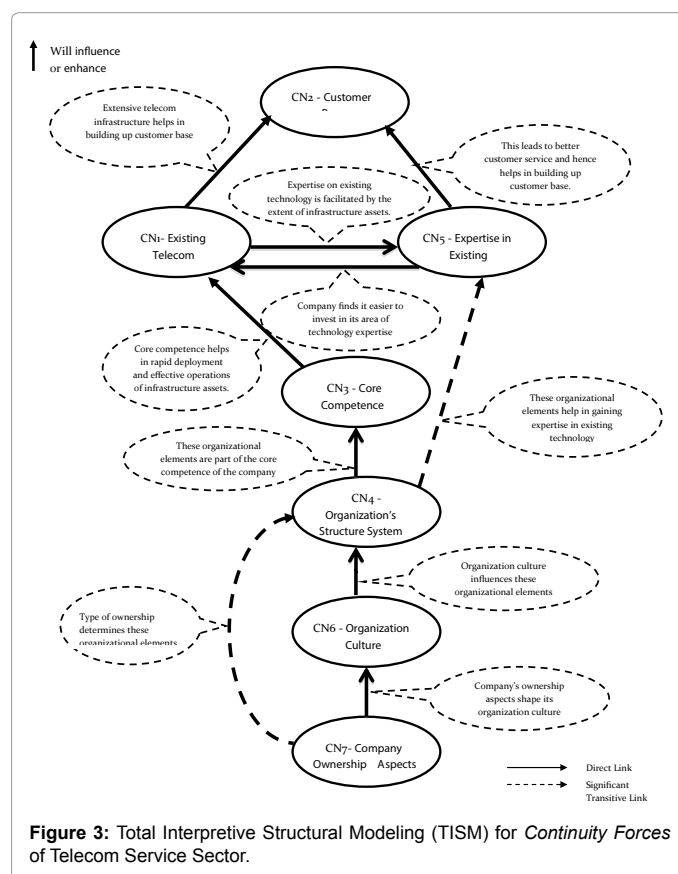 Will influence
or enhance
CN2 - Customer
Extensive telecom
infrastructure helps in
building up customer base
This leads to better
customer service and hence
helps in building up
customer base.
Expertise on existing
technology is facilitated by the
extent of infrastructure assets.
CN1- Existing
Telecom
CN5 - Expertise in
Existing
Company finds it easier to
invest in its area of
technology expertise
Core competence helps
in rapid deployment
and effective operations
of infrastructure assets.
CN3 - Core
Competence
These organizational
elements help in gaining
expertise in existing
technology
These organizational
elements are part of the core
competence of the company
CN4 -
Organization's
Structure System
Organization culture
influences these
organizational elements
Type of ownership
determines these
organizational elements
CN6 - Organization
Culture
Company's ownership
aspects shape its
organization culture
CN7- Company
Ownership Aspects
Direct Link
Significant
Transitive Link
Figure 3: Total Interpretive Structural Modeling (TISM) for Continuity Forces
of Telecom Service Sector.